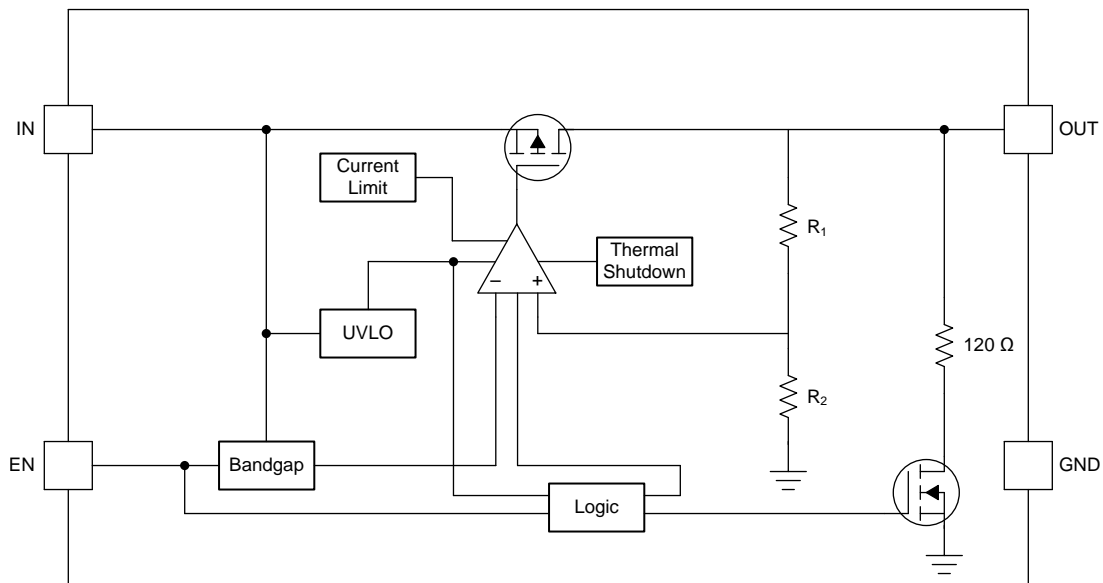 IN
OUT
Current
Limit
R₁
Thermal
Shutdown
− +
UVLO
120 Ω
R₂
EN
Bandgap
GND
Logic